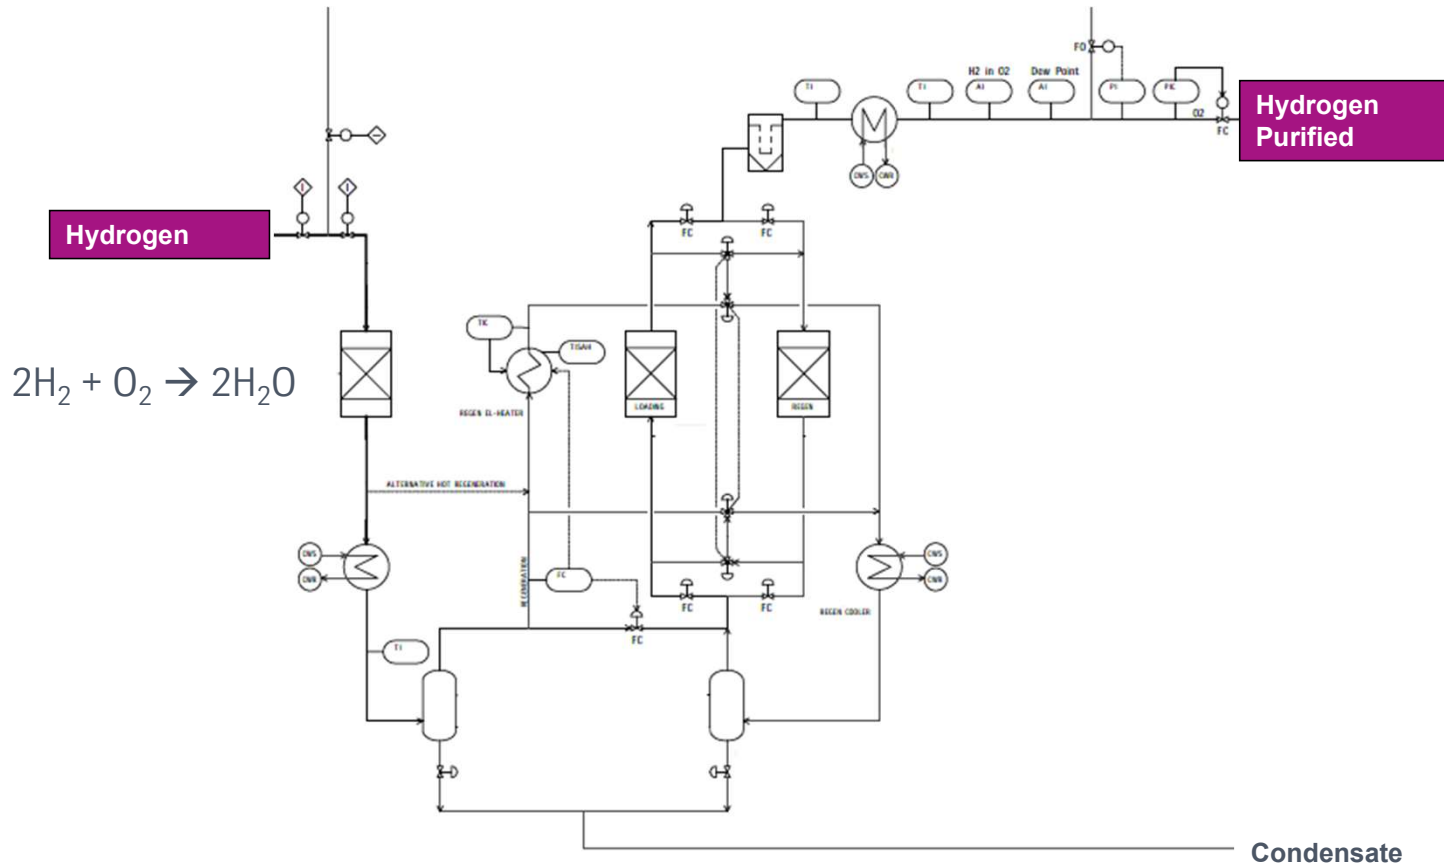 FO
H2 in O2
Dew Point
TI
TI
AI
AI
PI
PIC
O2
FC
Hydrogen
Purified
CWS
CWR
I
I
Hydrogen
FC
FC
TIC
TISAH
2H₂ + O₂ → 2H₂O
REGEN EL-HEATER
LOADING
REGEN
ALTERNATIVE HOT REGENERATION
CWS
CWR
CWS
CWR
REGENERATION
FC
FC
FC
REGEN COOLER
FC
TI
Condensate